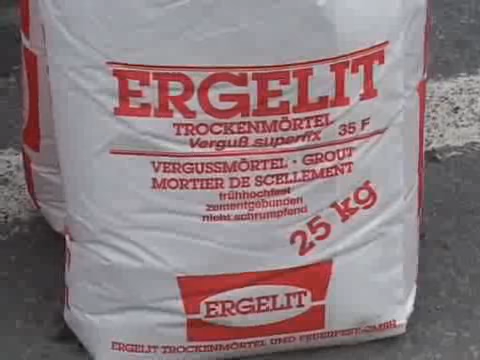 ERGELIT
TROCKENMÖRTEL
Verguß superfix 35 F
VERGUSSMÖRTEL · GROUT
MORTIER DE SCELLEMENT
frühhochfest
zementgebunden
nicht schrumpfend
25 kg
ERGELIT
ERGELIT TROCKENMÖRTEL UND FEUERFEST GMBH